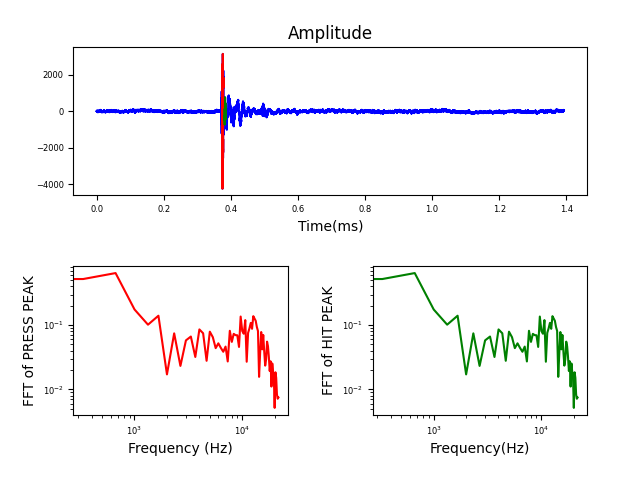 Amplitude
2000
0
−2000
−4000
0.0 0.2 0.4 0.6 0.8 1.0 1.2 1.4
Time(ms)
FFT of PRESS PEAK
10⁻¹
10⁻²
10³ 10⁴
Frequency (Hz)
FFT of HIT PEAK
10⁻¹
10⁻²
10³ 10⁴
Frequency(Hz)